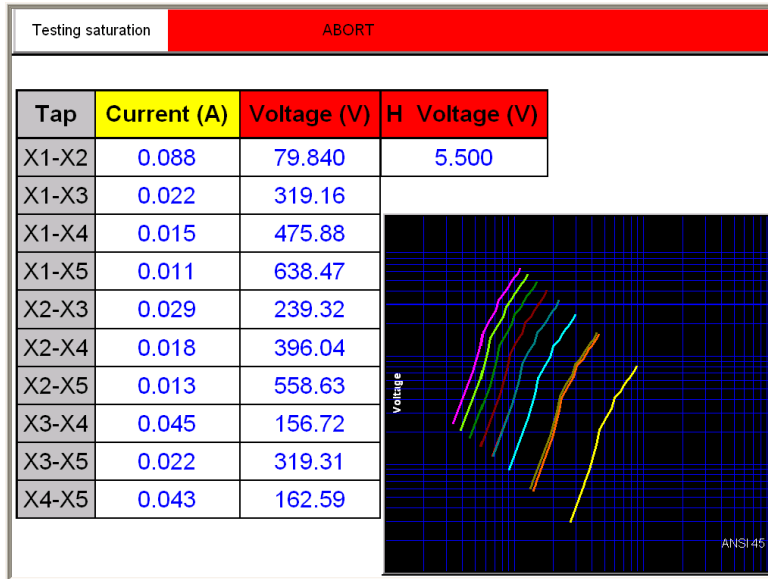 Testing saturation ABORT
Tap Current (A) Voltage (V) H Voltage (V)
X1-X2 0.088 79.840 5.500
X1-X3 0.022 319.16
X1-X4 0.015 475.88
X1-X5 0.011 638.47
X2-X3 0.029 239.32
X2-X4 0.018 396.04
X2-X5 0.013 558.63
X3-X4 0.045 156.72
X3-X5 0.022 319.31
X4-X5 0.043 162.59
Voltage
ANSI 45